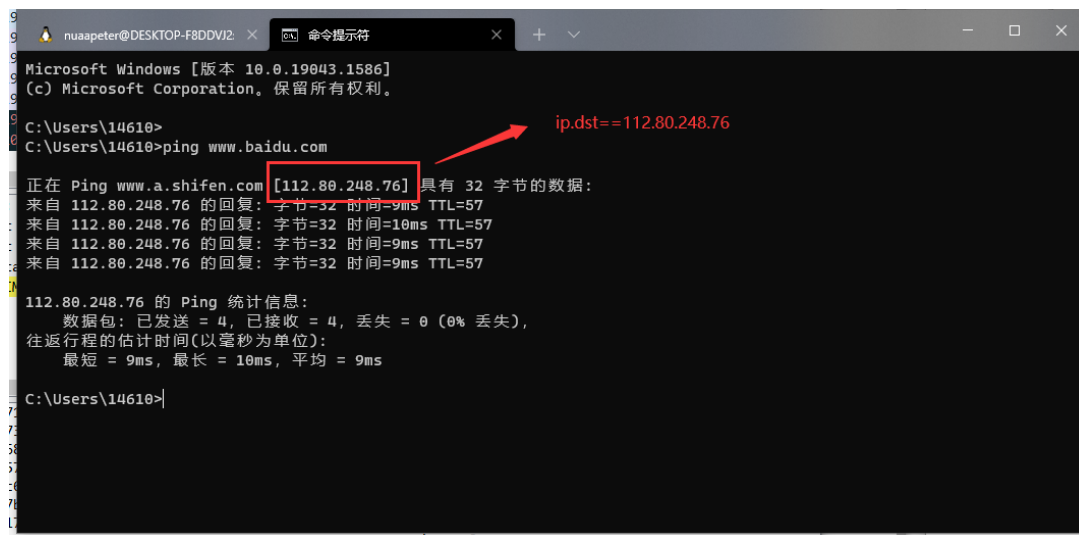 nuaapeter@DESKTOP-F8DDVJ2:
命令提示符
Microsoft Windows [版本 10.0.19043.1586]
(c) Microsoft Corporation。保留所有权利。
C:\Users\14610>
ip.dst==112.80.248.76
C:\Users\14610>ping www.baidu.com
正在 Ping www.a.shifen.com [112.80.248.76] 具有 32 字节的数据:
来自 112.80.248.76 的回复: 字节=32 时间=9ms TTL=57
来自 112.80.248.76 的回复: 字节=32 时间=10ms TTL=57
来自 112.80.248.76 的回复: 字节=32 时间=9ms TTL=57
来自 112.80.248.76 的回复: 字节=32 时间=9ms TTL=57
112.80.248.76 的 Ping 统计信息:
数据包: 已发送 = 4，已接收 = 4，丢失 = 0 (0% 丢失)，
往返行程的估计时间(以毫秒为单位):
最短 = 9ms，最长 = 10ms，平均 = 9ms
C:\Users\14610>